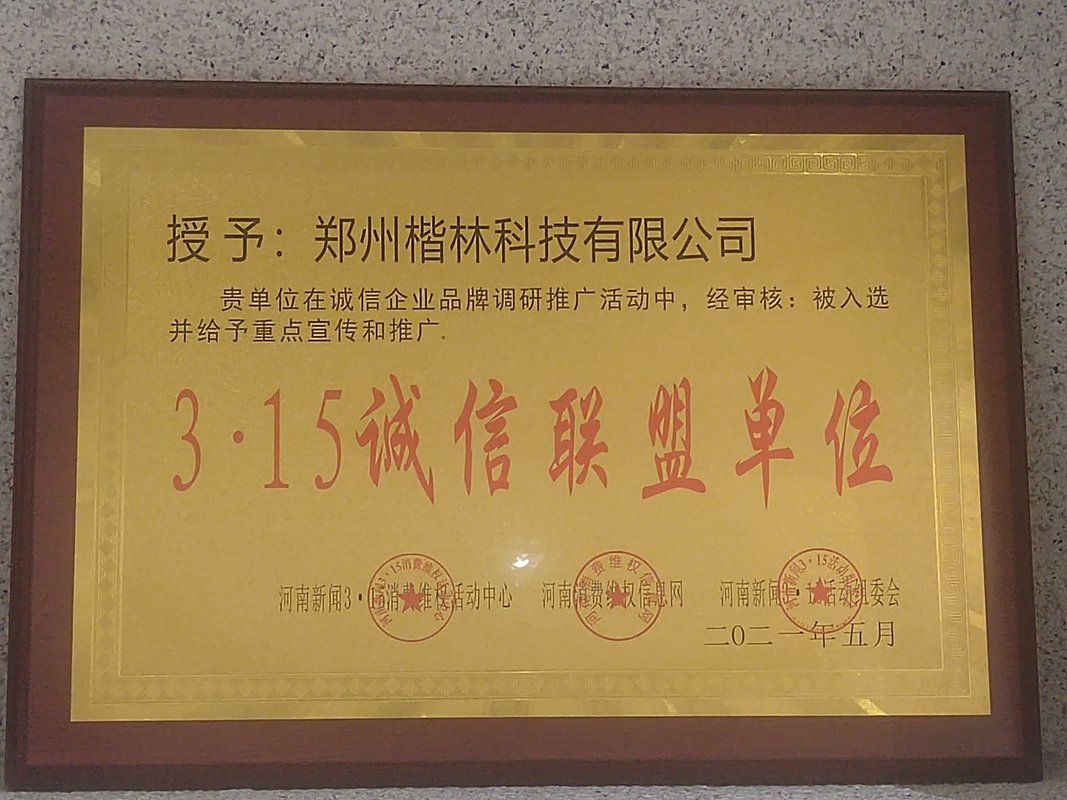 授予：郑州楷林科技有限公司
贵单位在诚信企业品牌调研推广活动中，经审核：被入选
并给予重点宣传和推广.
3·15诚信联盟单位
河南新闻3·15消费维权活动中心 河南消费维权信息网 河南新闻3·15活动组委会
二〇二一年五月